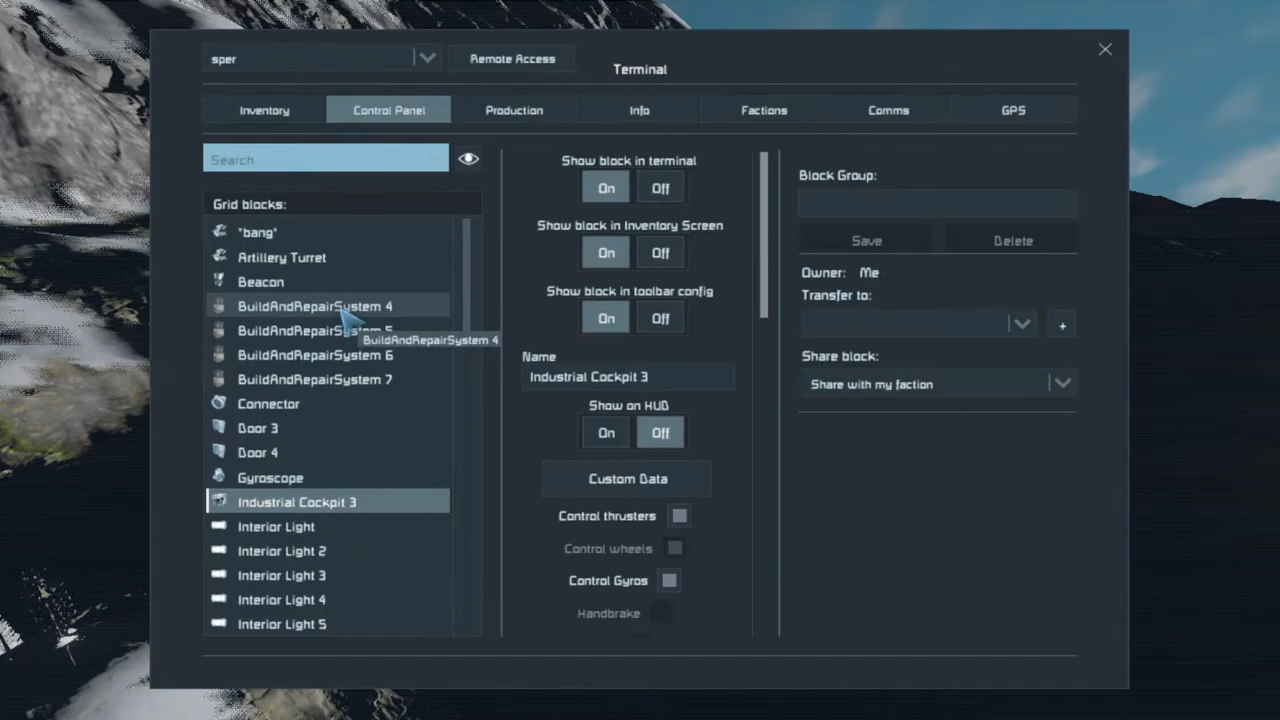 sper
Remote Access
Terminal
Inventory
Control Panel
Production
Info
Factions
Comms
GPS
Search
Grid blocks:
*bang*
Artillery Turret
Beacon
BuildAndRepairSystem 4
BuildAndRepairSystem 5
BuildAndRepairSystem 4
BuildAndRepairSystem 6
BuildAndRepairSystem 7
Connector
Door 3
Door 4
Gyroscope
Industrial Cockpit 3
Interior Light
Interior Light 2
Interior Light 3
Interior Light 4
Interior Light 5
Show block in terminal
On Off
Show block in Inventory Screen
On Off
Show block in toolbar config
On Off
Name
Industrial Cockpit 3
Show on HUD
On Off
Custom Data
Control thrusters
Control wheels
Control Gyros
Handbrake
Block Group:
Save Delete
Owner: Me
Transfer to:
+
Share block:
Share with my faction